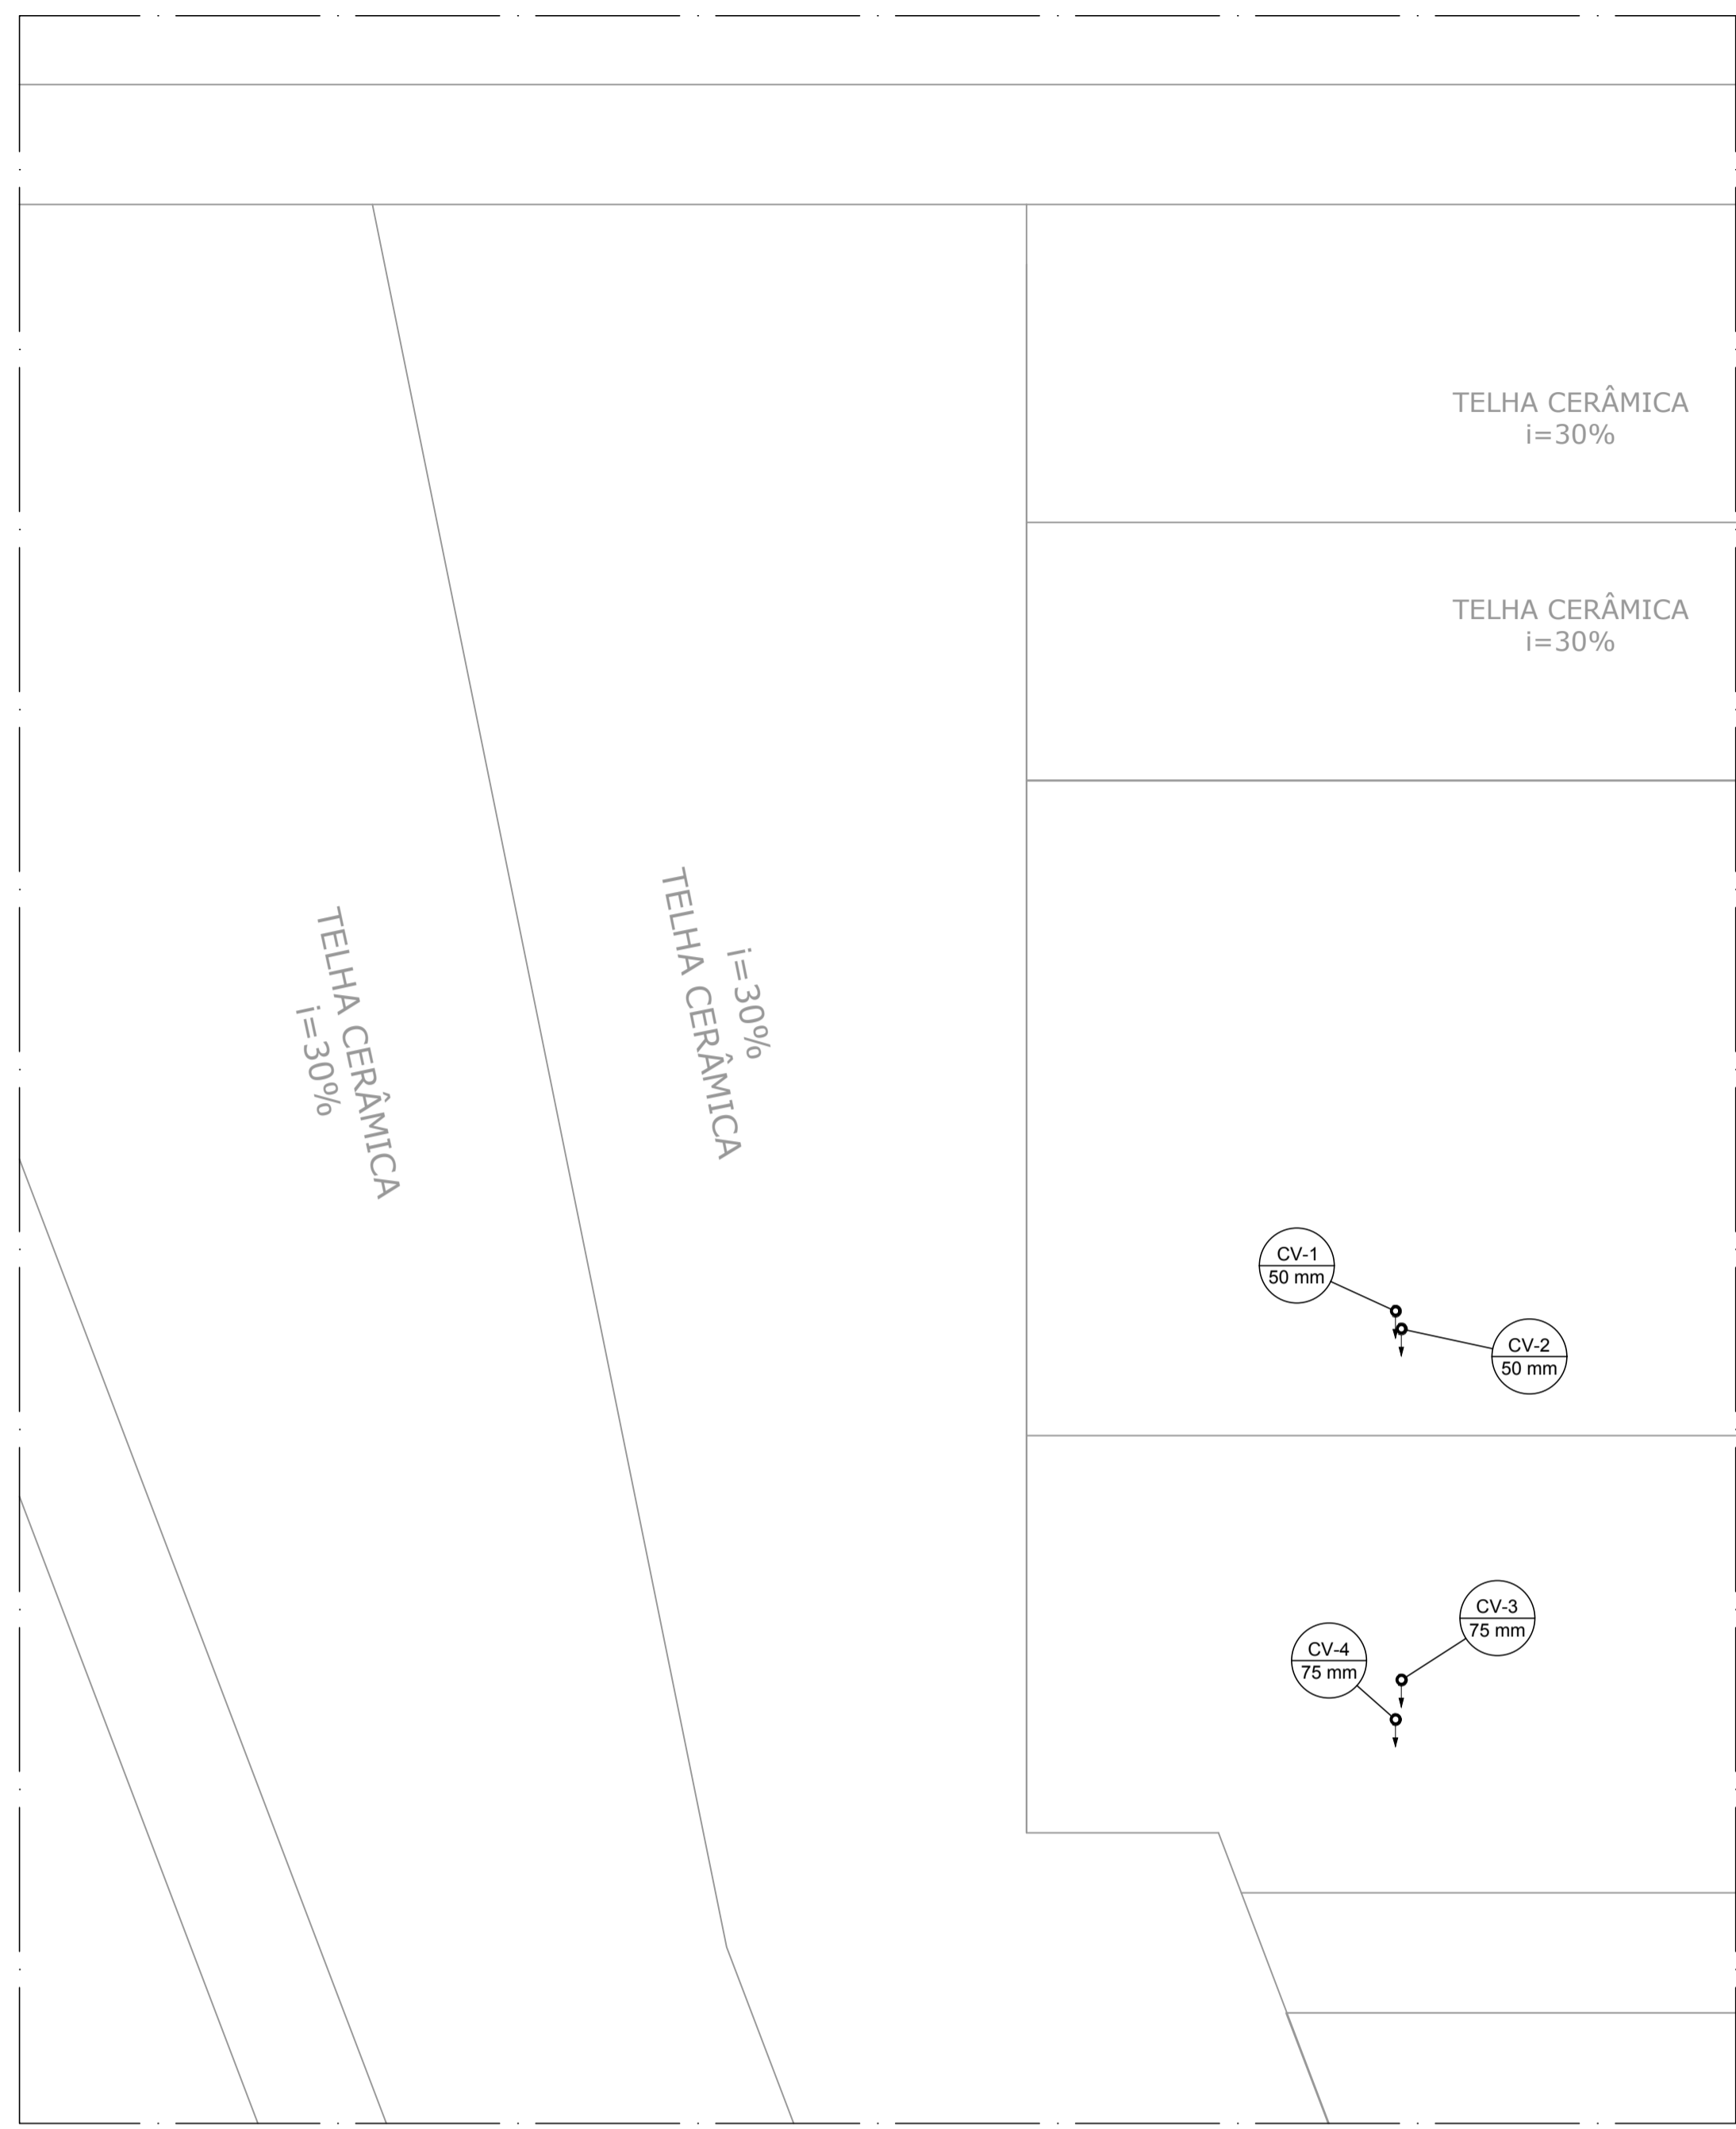 TELHA CERÂMICA
i=30%
TELHA CERÂMICA
i=30%
TELHA CERÂMICA
i=30%
i=30%
TELHA CERÂMICA
CV-1
50 mm
CV-2
50 mm
CV-3
75 mm
CV-4
75 mm